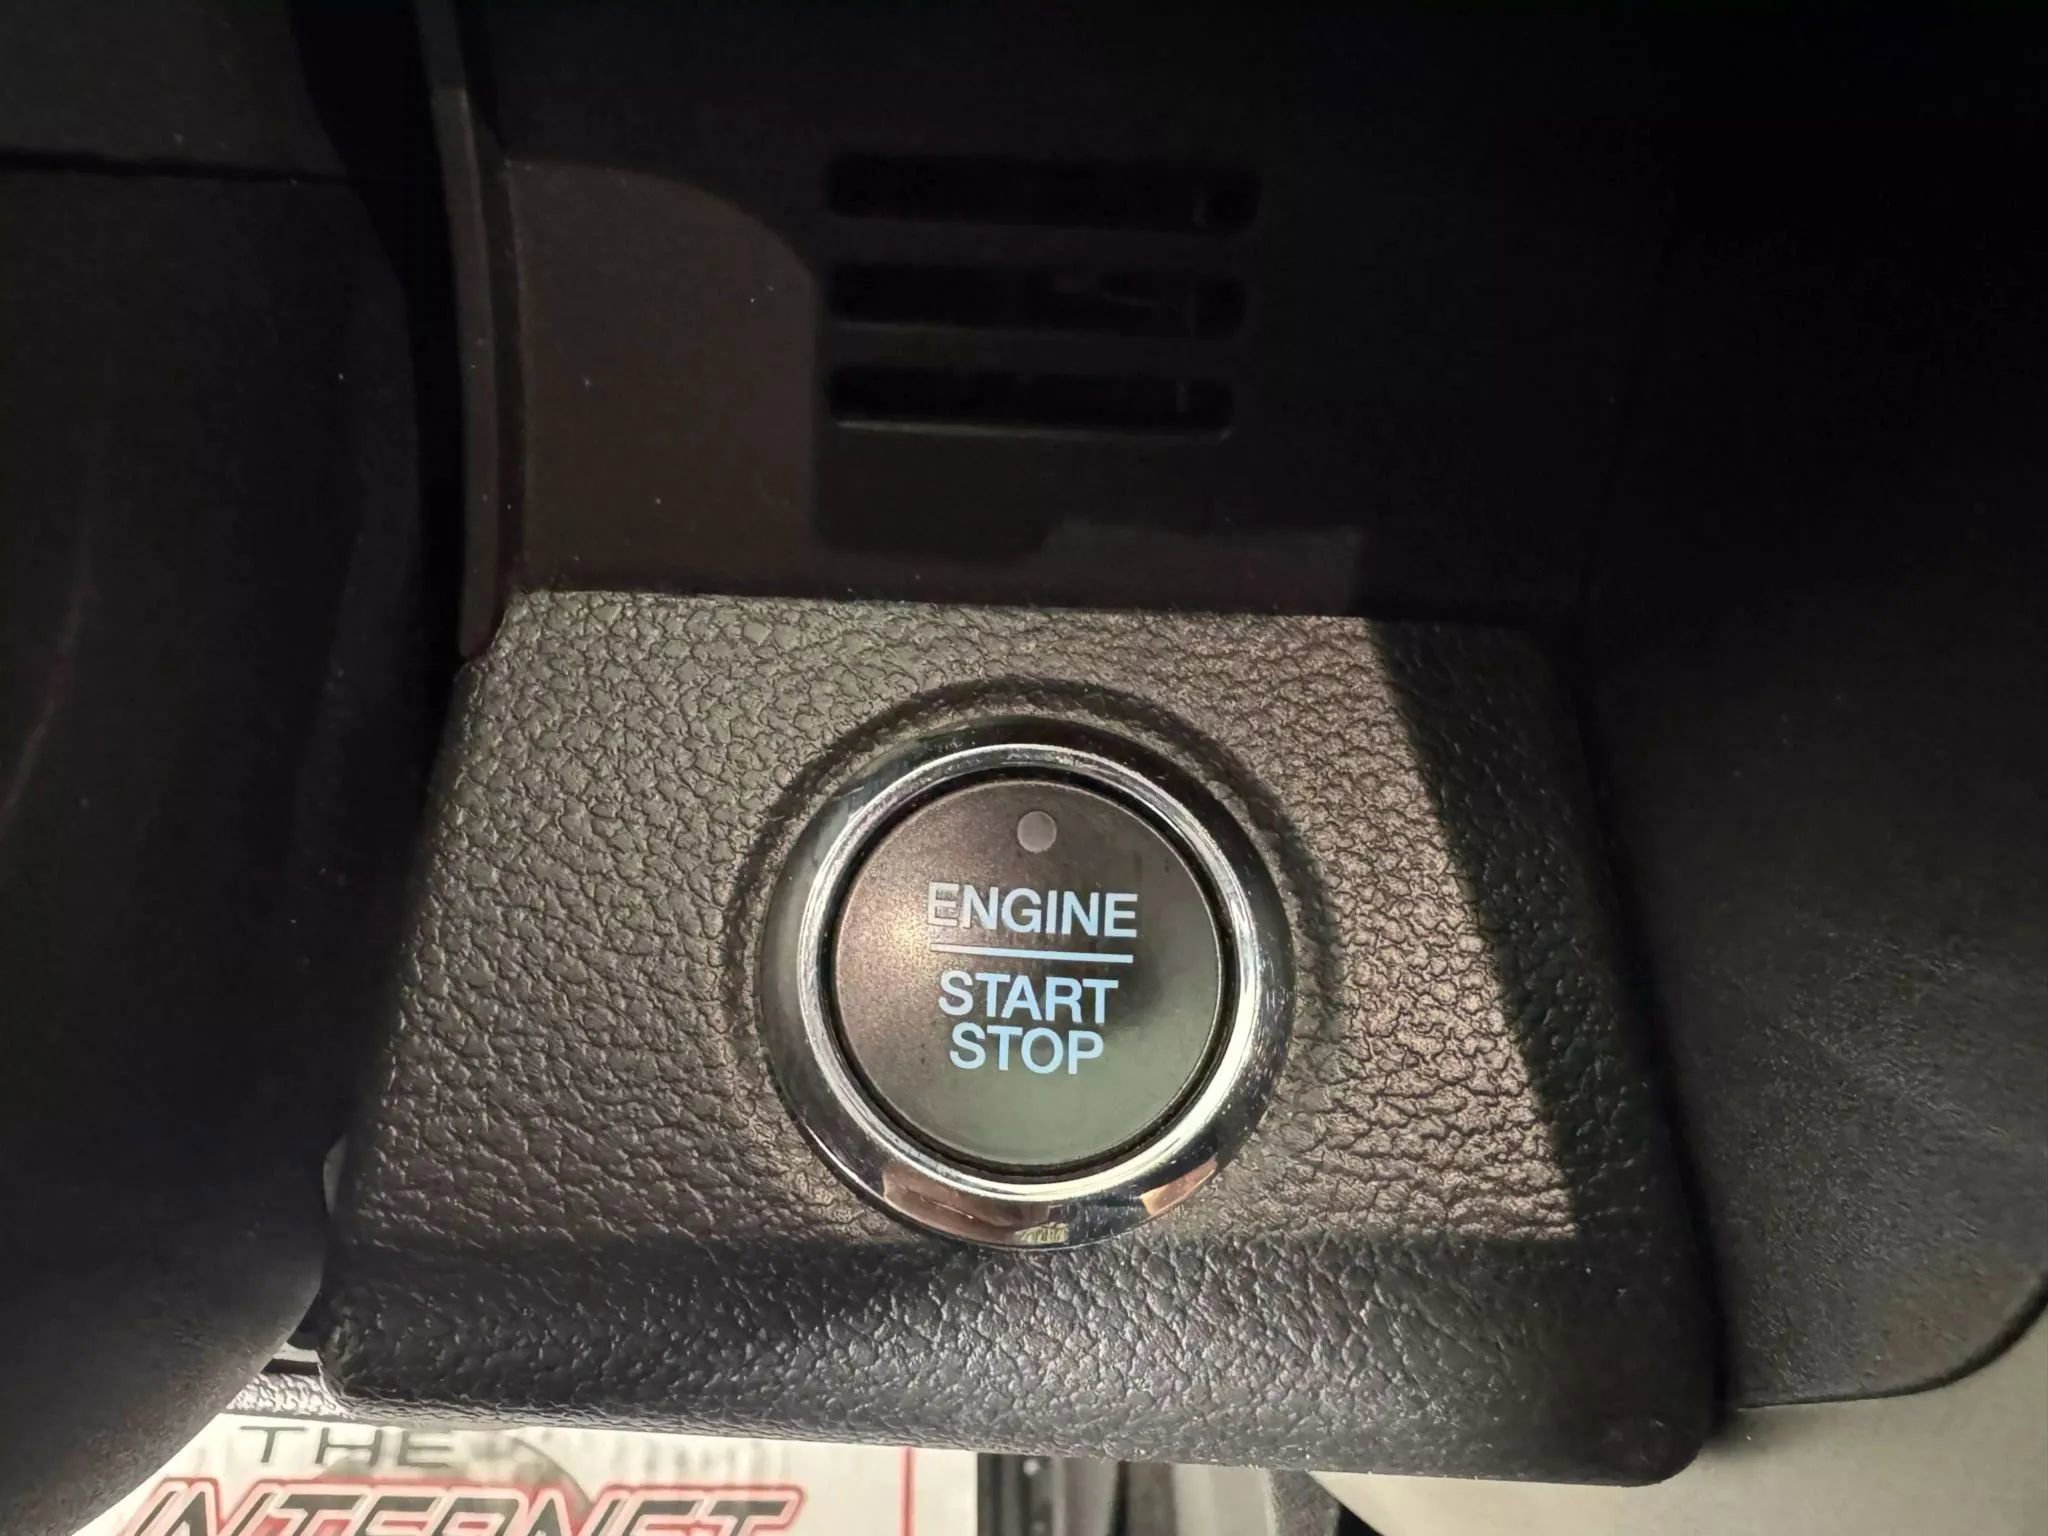 ENGINE
START
STOP
THE
INTERNET